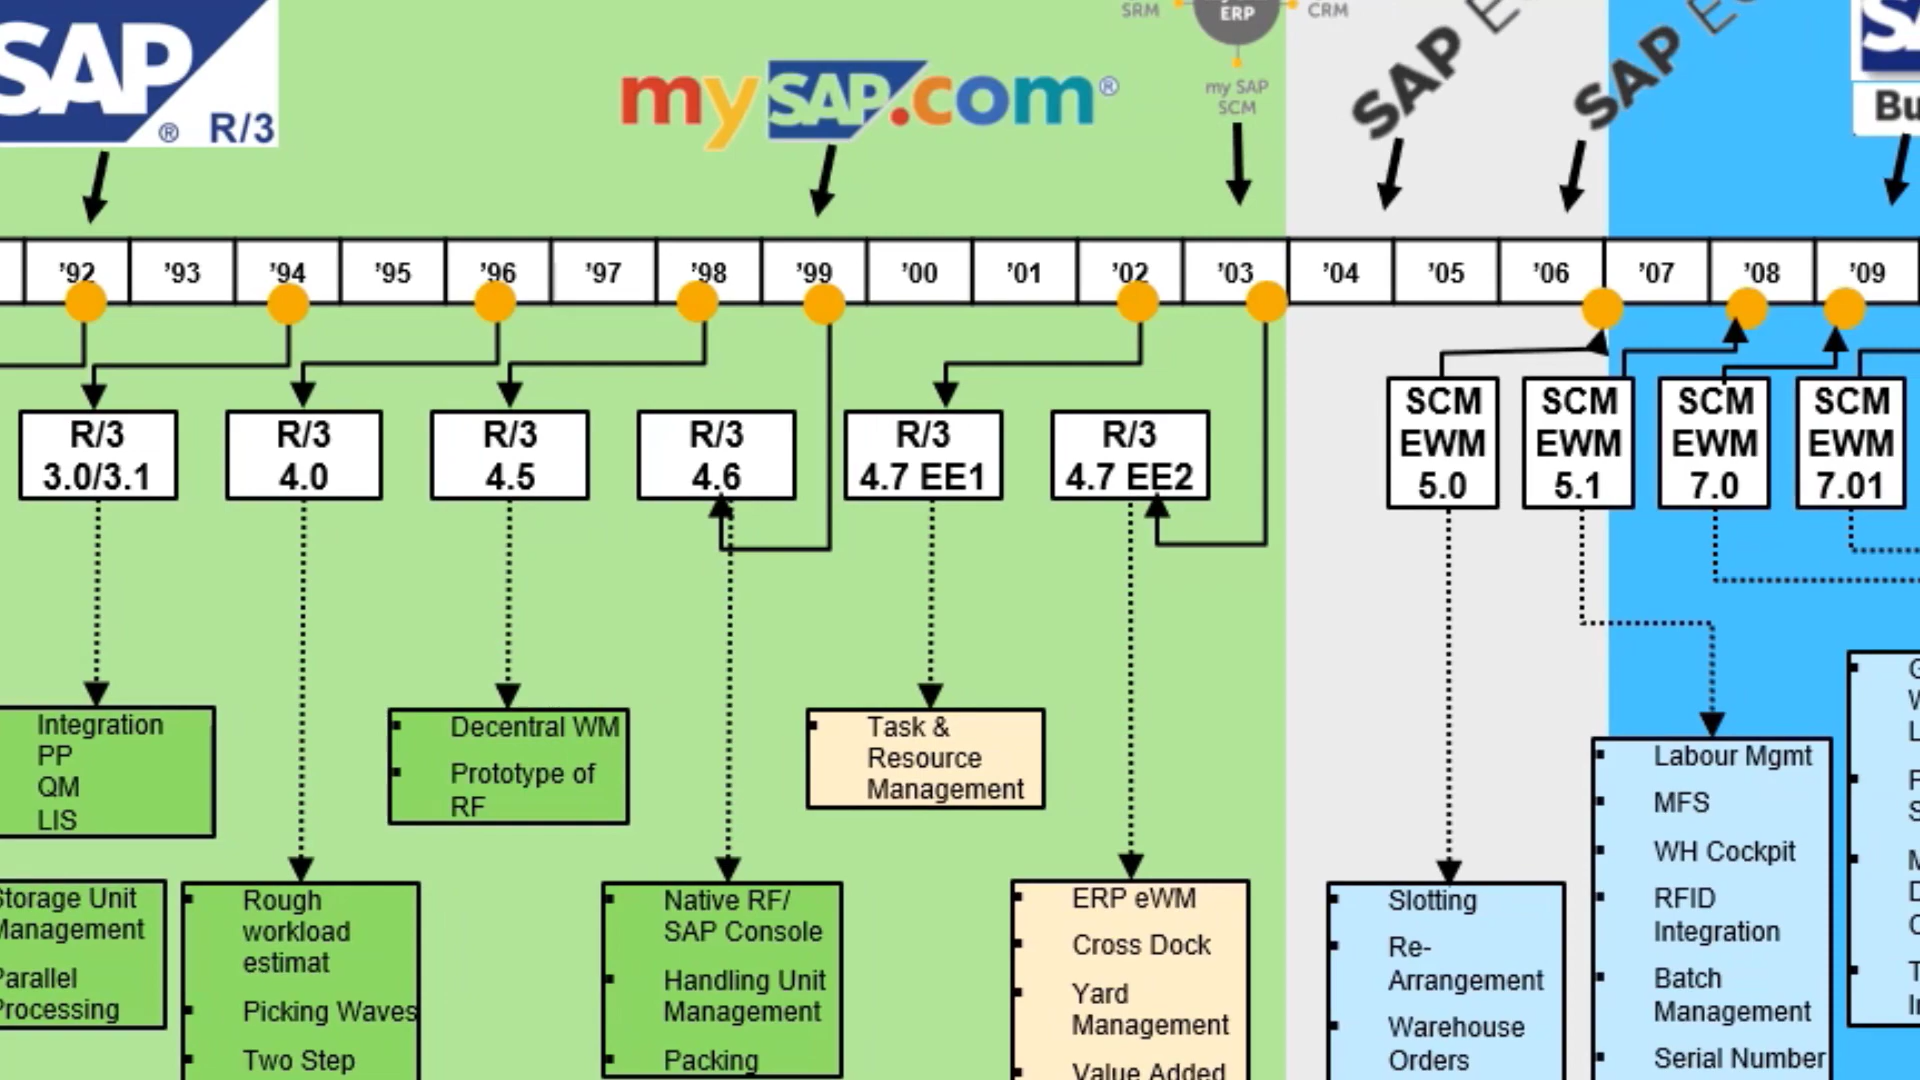 SRM
ERP
CRM
my SAP
SCM
SAP
® R/3
mySAP.com®
SAP
SAP
Bu
'92 '93 '94 '95 '96 '97 '98 '99 '00 '01 '02 '03 '04 '05 '06 '07 '08 '09
R/3
3.0/3.1
R/3
4.0
R/3
4.5
R/3
4.6
R/3
4.7 EE1
R/3
4.7 EE2
SCM
EWM
5.0
SCM
EWM
5.1
SCM
EWM
7.0
SCM
EWM
7.01
Integration
PP
QM
LIS
Decentral WM
Prototype of
RF
Task &
Resource
Management
Storage Unit
Management
Parallel
Processing
Rough
workload
estimat
Picking Waves
Two Step
Native RF/
SAP Console
Handling Unit
Management
Packing
ERP eWM
Cross Dock
Yard
Management
Value Added
Slotting
Re-
Arrangement
Warehouse
Orders
Labour Mgmt
MFS
WH Cockpit
RFID
Integration
Batch
Management
Serial Number